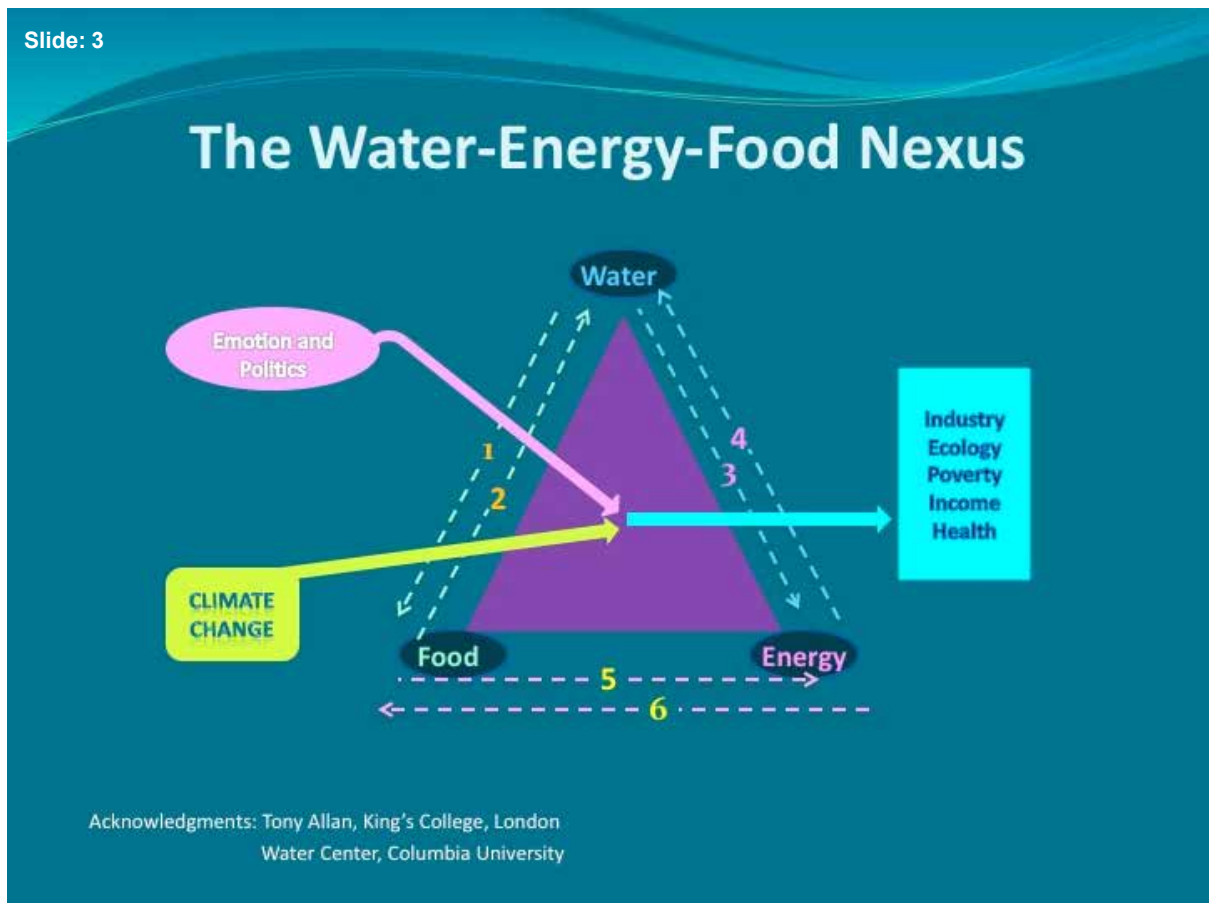 Slide: 3
The Water-Energy-Food Nexus
Water
Emotion and
Politics
1
2
4
3
Industry
Ecology
Poverty
Income
Health
CLIMATE
CHANGE
Food
Energy
5
6
Acknowledgments: Tony Allan, King’s College, London
Water Center, Columbia University